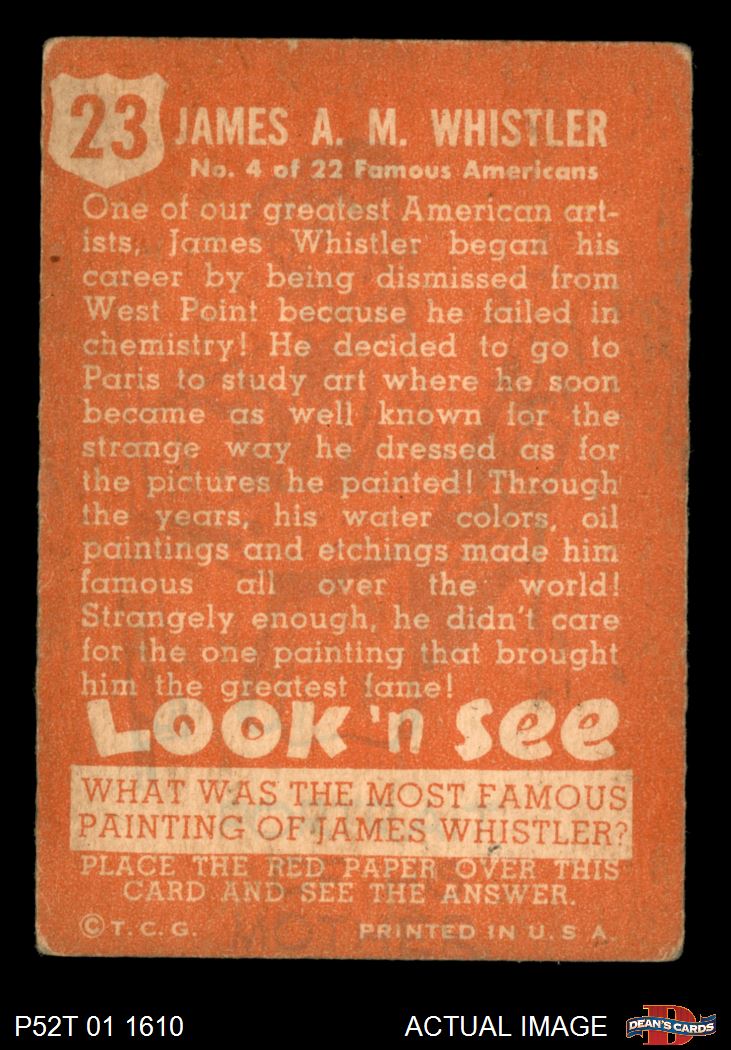 23
JAMES A. M. WHISTLER
No. 4 of 22 Famous Americans
One of our greatest American art-
ists, James Whistler began his
career by being dismissed from
West Point because he failed in
chemistry! He decided to go to
Paris to study art where he soon
became as well known for the
strange way he dressed as for
the pictures he painted! Through
the years, his water colors, oil
paintings and etchings made him
famous all over the world!
Strangely enough, he didn't care
for the one painting that brought
him the greatest fame!
LOOK 'n SEE
WHAT WAS THE MOST FAMOUS
PAINTING OF JAMES WHISTLER?
PLACE THE RED PAPER OVER THIS
CARD AND SEE THE ANSWER.
© T. C. G. PRINTED IN U. S A.
P52T 01 1610 ACTUAL IMAGE DEAN'S CARDS